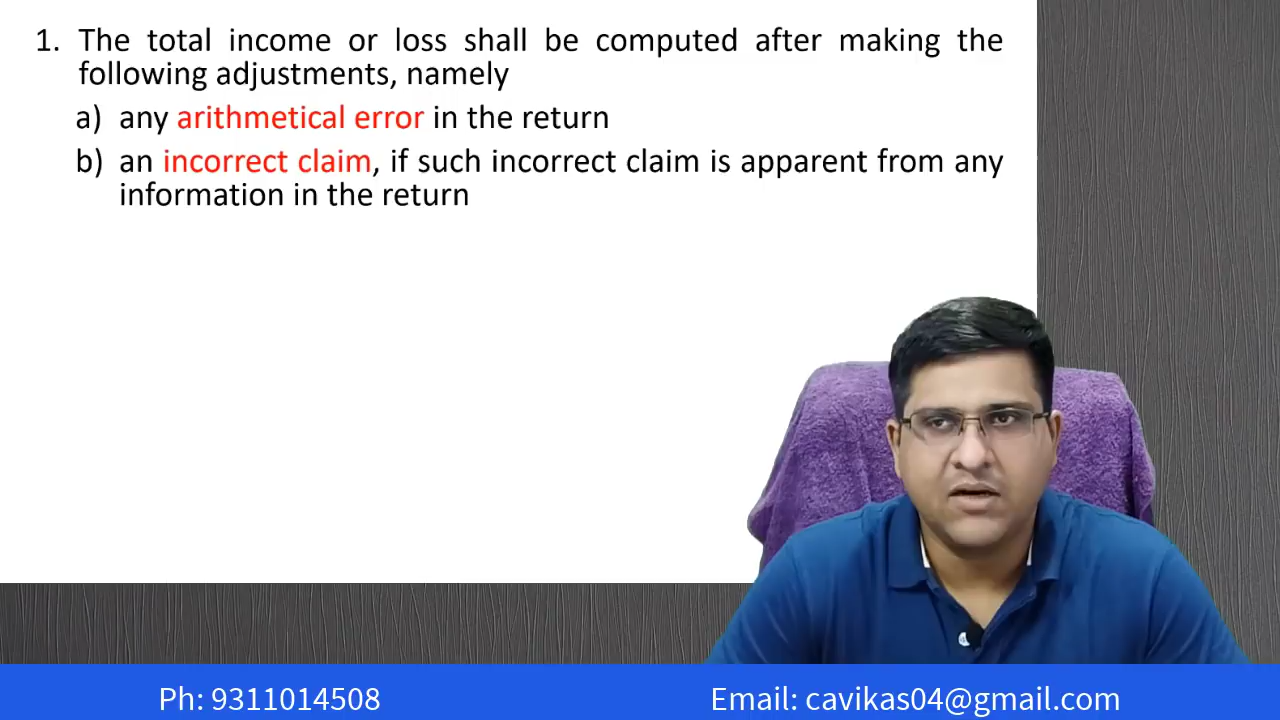 1. The total income or loss shall be computed after making the
following adjustments, namely
a) any arithmetical error in the return
b) an incorrect claim, if such incorrect claim is apparent from any
information in the return
Ph: 9311014508
Email: cavikas04@gmail.com